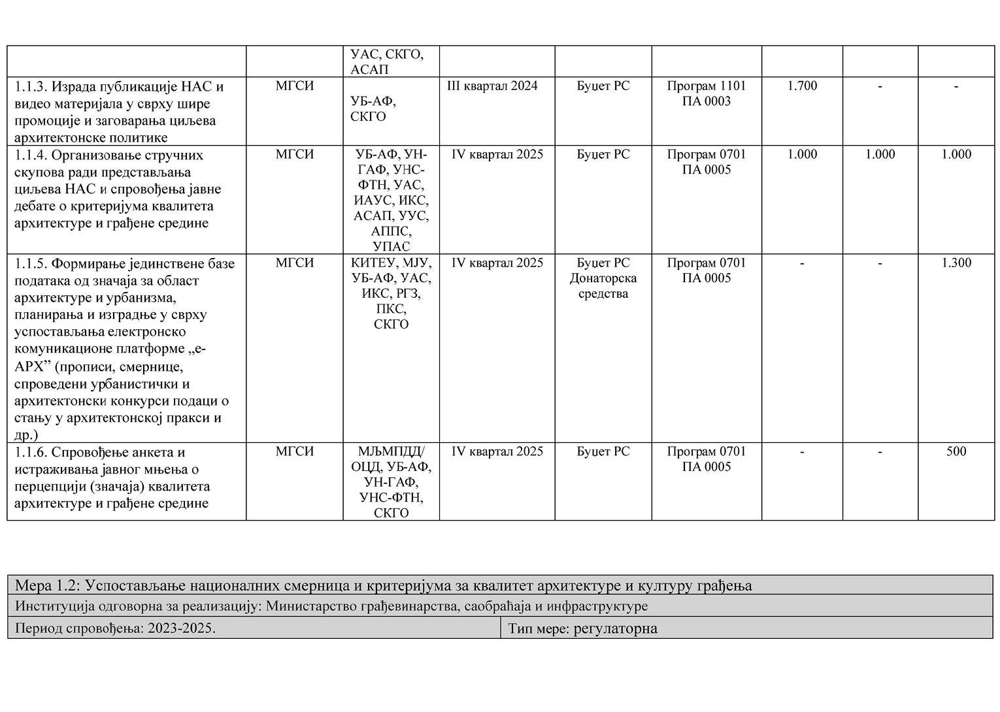 УАС, СКГО,
АСАП
1.1.3. Израда публикације НАС и
видео материјала у сврху шире
промоције и заговарања циљева
архитектонске политике
МГСИ
УБ-АФ,
СКГО
III квартал 2024
Буџет РС
Програм 1101
ПА 0003
1.700
-
-
1.1.4. Организовање стручних
скупова ради представљања
циљева НАС и спровођења јавне
дебате о критеријума квалитета
архитектуре и грађене средине
МГСИ
УБ-АФ, УН-
ГАФ, УНС-
ФТН, УАС,
ИАУС, ИКС,
АСАП, УУС,
АППС,
УПАС
IV квартал 2025
Буџет РС
Програм 0701
ПА 0005
1.000
1.000
1.000
1.1.5. Формирање јединствене базе
података од значаја за област
архитектуре и урбанизма,
планирања и изградње у сврху
успостављања електронско
комуникационе платформе „е-
АРХ” (прописи, смернице,
спроведени урбанистички и
архитектонски конкурси подаци о
стању у архитектонској пракси и
др.)
МГСИ
КИТЕУ, МЈУ,
УБ-АФ, УАС,
ИКС, РГЗ,
ПКС,
СКГО
IV квартал 2025
Буџет РС
Донаторска
средства
Програм 0701
ПА 0005
-
-
1.300
1.1.6. Спровођење анкета и
истраживања јавног мњења о
перцепцији (значаја) квалитета
архитектуре и грађене средине
МГСИ
МЉМПДД/
ОЦД, УБ-АФ,
УН-ГАФ,
УНС-ФТН,
СКГО
IV квартал 2025
Буџет РС
Програм 0701
ПА 0005
-
-
500
Мера 1.2: Успостављање националних смерница и критеријума за квалитет архитектуре и културу грађења
Институција одговорна за реализацију: Министарство грађевинарства, саобраћаја и инфраструктуре
Период спровођења: 2023-2025.
Тип мере: регулаторна